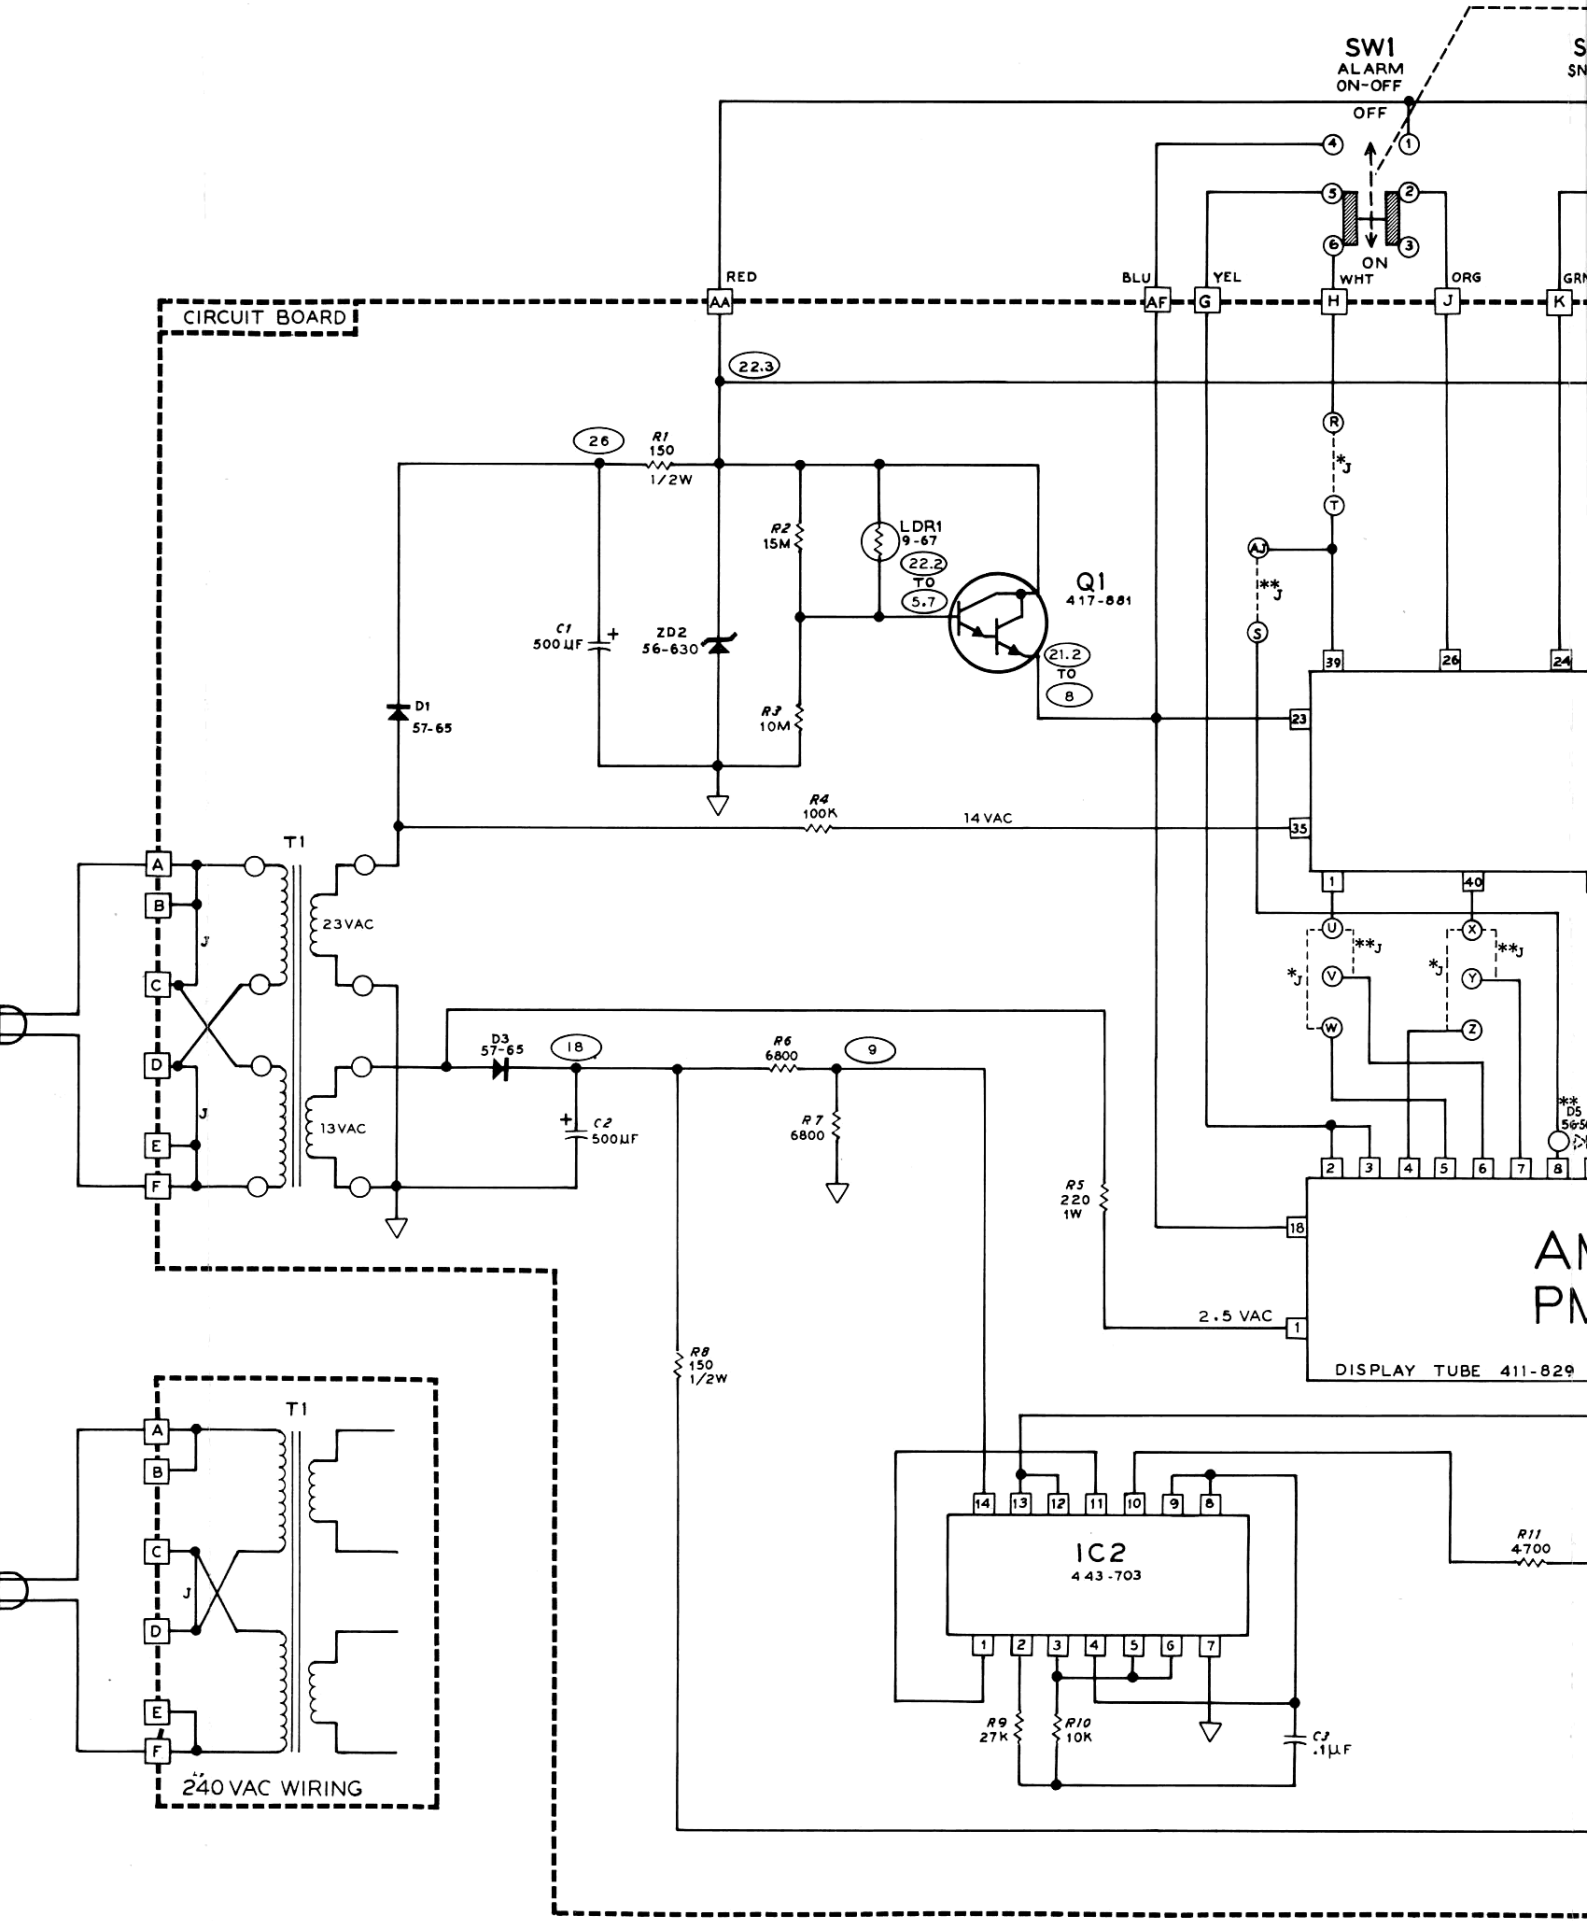 SW1
ALARM
ON-OFF
OFF
4
1
5
2
6
3
ON
RED
BLU
YEL
WHT
ORG
AA
AF
G
H
J
K
CIRCUIT BOARD
22.3
R
*J
T
26
R1
150
1/2W
R2
15M
LDR1
9-67
22.2
TO
5.7
Q1
417-881
AJ
**J
S
C1
500µF
+
ZD2
56-630
21.2
TO
8
39
26
24
R3
10M
D1
57-65
23
R4
100K
14VAC
35
T1
A
B
J
C
D
J
E
F
23VAC
13VAC
1
40
U
**J
*J
V
W
X
**J
*J
Y
Z
D3
57-65
18
R6
6800
9
+
C2
500µF
R7
6800
**
D5
2
3
4
5
6
7
8
R5
220
1W
18
2.5 VAC
1
DISPLAY TUBE 411-829
R8
150
1/2W
T1
A
B
C
J
D
E
F
240 VAC WIRING
14
13
12
11
10
9
8
IC2
443-703
1
2
3
4
5
6
7
R9
27K
R10
10K
C3
.1µF
R11
4700